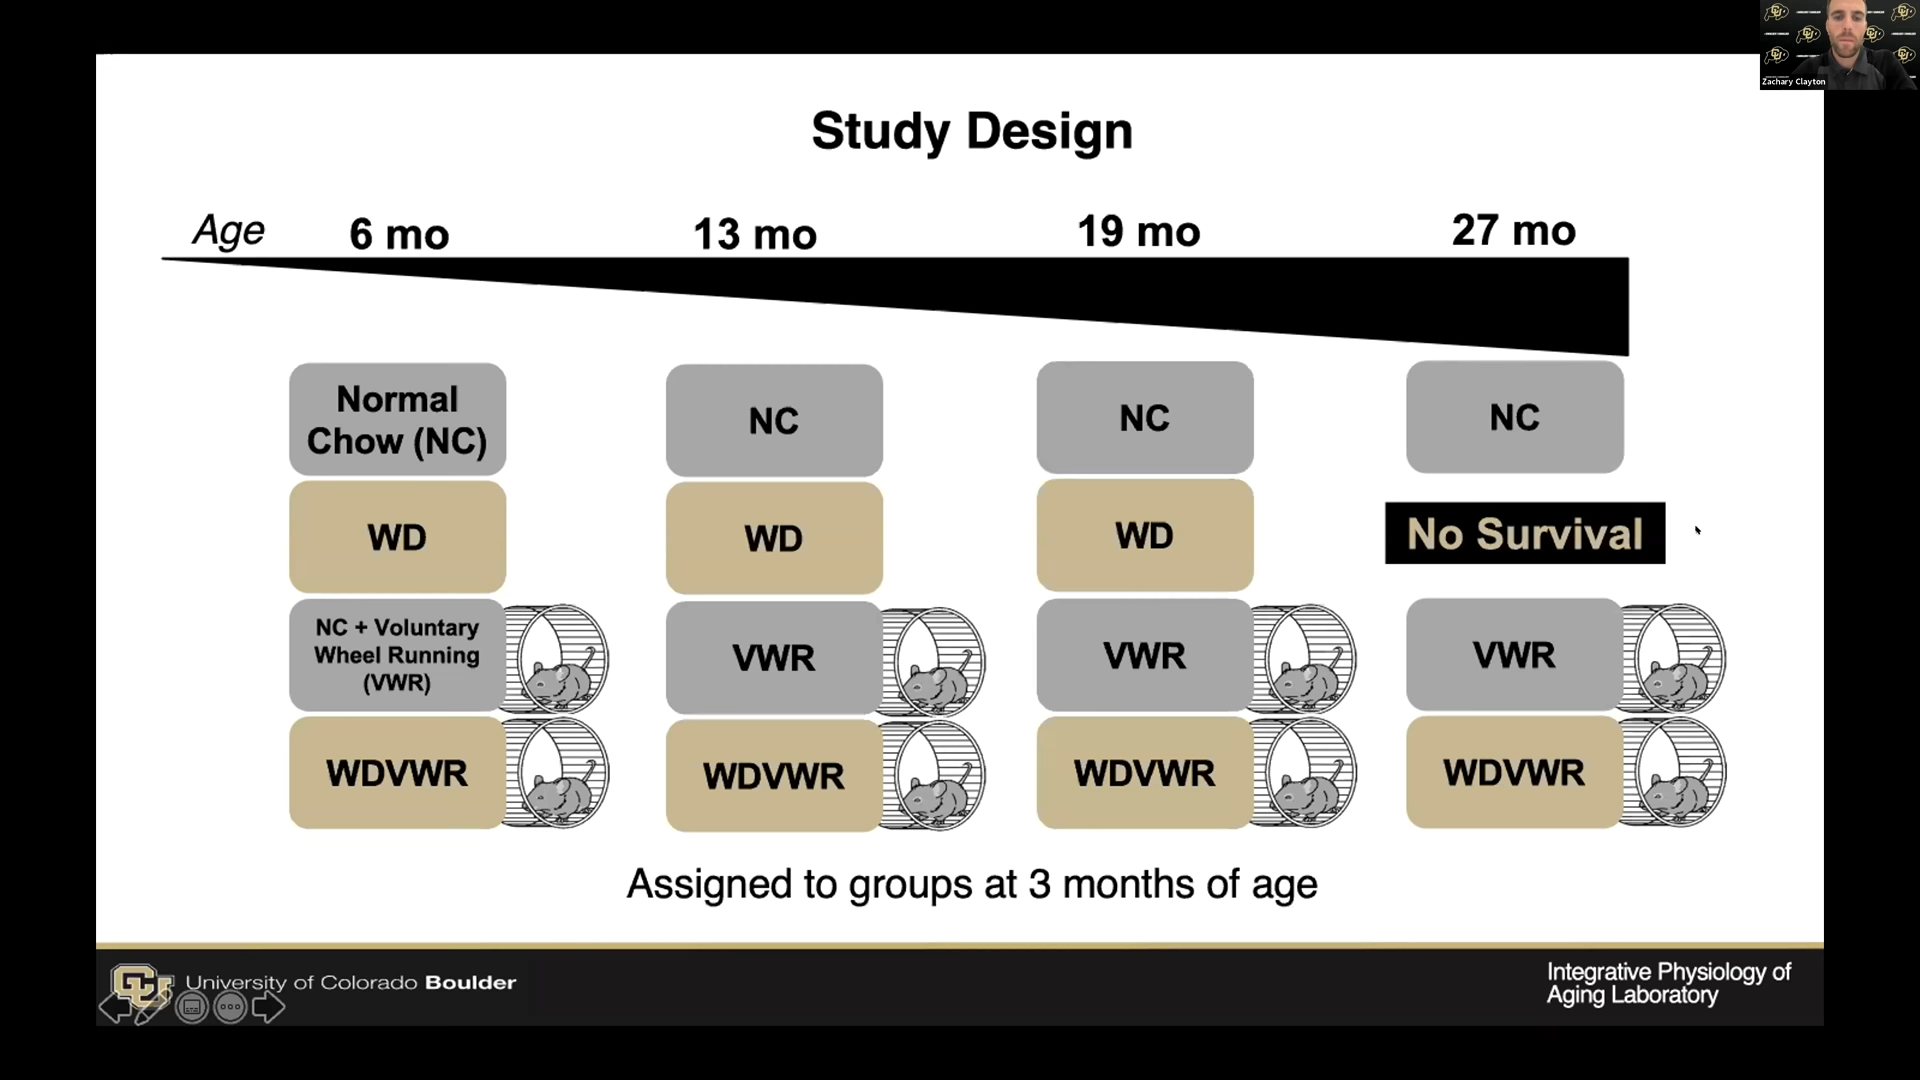 Zachary Clayton
Study Design
Age
6 mo
13 mo
19 mo
27 mo
Normal
Chow (NC)
NC
NC
NC
WD
WD
WD
No Survival
NC + Voluntary
Wheel Running
(VWR)
VWR
VWR
VWR
WDVWR
WDVWR
WDVWR
WDVWR
Assigned to groups at 3 months of age
CU
University of Colorado Boulder
Integrative Physiology of
Aging Laboratory